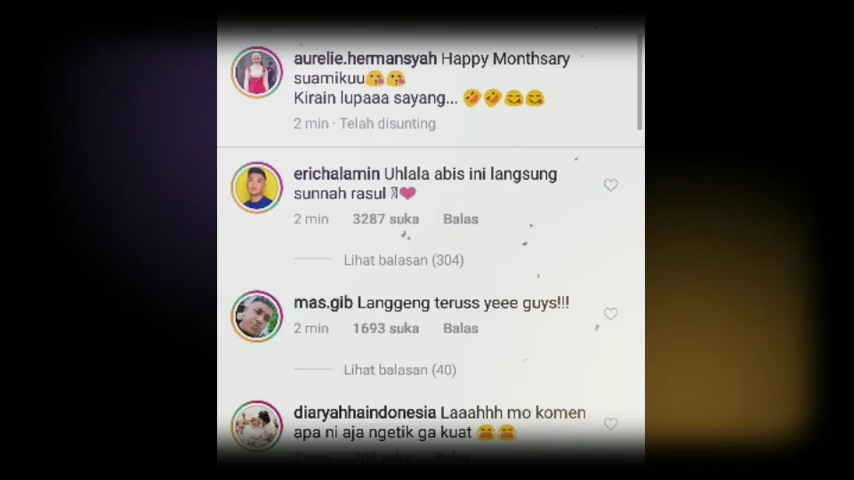 aurelie.hermansyah Happy Monthsary
suamikuu😘😘
Kirain lupaaa sayang... 🤣🤣😋😋
2 min · Telah disunting
erichalamin Uhlala abis ini langsung
sunnah rasul ❤
2 min 3287 suka Balas
Lihat balasan (304)
mas.gib Langgeng teruss yeee guys!!!
2 min 1693 suka Balas
Lihat balasan (40)
diaryahhaindonesia Laaahhh mo komen
apa ni aja ngetik ga kuat 😫😫